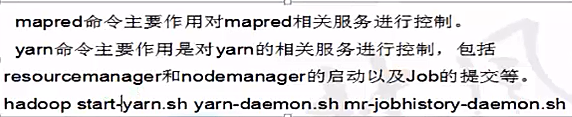 mapred命令主要作用对mapred相关服务进行控制。
yarn命令主要作用是对yarn的相关服务进行控制，包括
resourcemanager和nodemanager的启动以及Job的提交等。
hadoop start-yarn.sh yarn-daemon.sh mr-jobhistory-daemon.sh